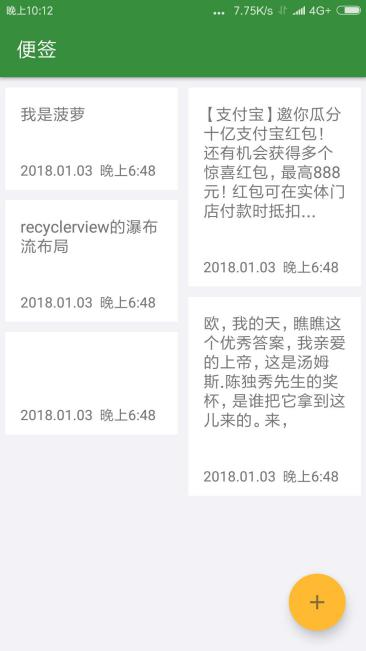 晚上10:12
... 7.75K/s 4G+
便签
我是菠萝
2018.01.03 晚上6:48
【支付宝】邀你瓜分
十亿支付宝红包！
还有机会获得多个
惊喜红包，最高888
元！红包可在实体门
店付款时抵扣...
2018.01.03 晚上6:48
recyclerview的瀑布
流布局
2018.01.03 晚上6:48
欧，我的天，瞧瞧这
个优秀答案，我亲爱
的上帝，这是汤姆
斯.陈独秀先生的奖
杯，是谁把它拿到这
儿来的。来，
2018.01.03 晚上6:48
2018.01.03 晚上6:48
+